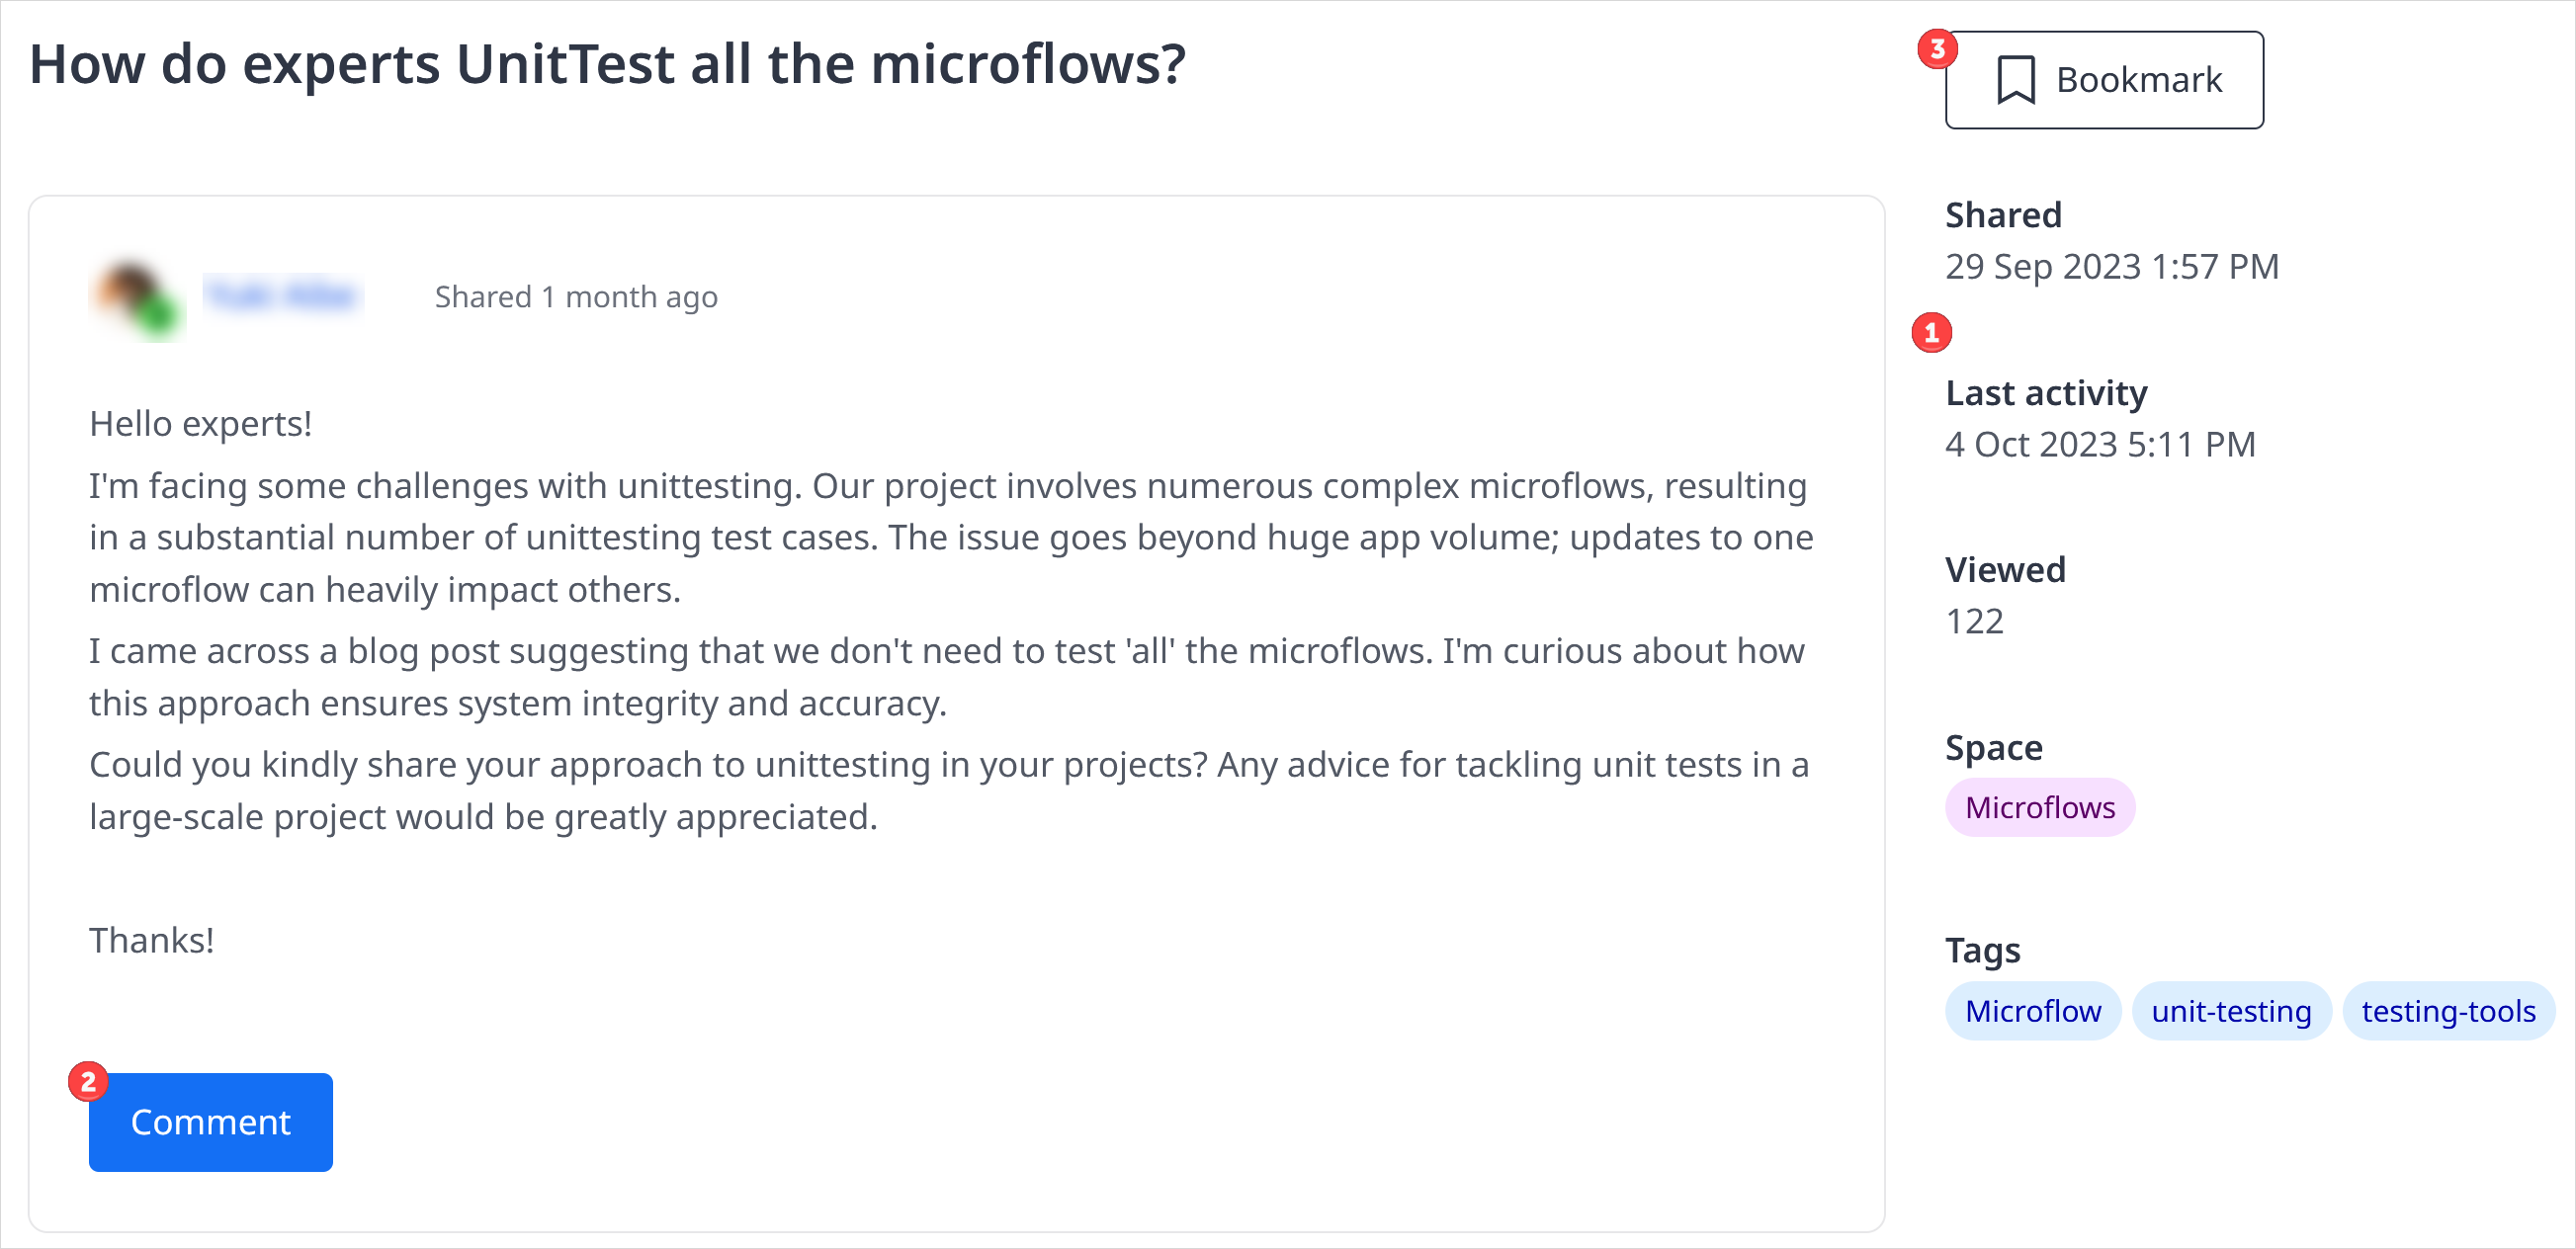 How do experts UnitTest all the microflows?
3
Bookmark
Shared 1 month ago
Hello experts!
I'm facing some challenges with unittesting. Our project involves numerous complex microflows, resulting
in a substantial number of unittesting test cases. The issue goes beyond huge app volume; updates to one
microflow can heavily impact others.
I came across a blog post suggesting that we don't need to test 'all' the microflows. I'm curious about how
this approach ensures system integrity and accuracy.
Could you kindly share your approach to unittesting in your projects? Any advice for tackling unit tests in a
large-scale project would be greatly appreciated.
Thanks!
2
Comment
Shared
29 Sep 2023 1:57 PM
1
Last activity
4 Oct 2023 5:11 PM
Viewed
122
Space
Microflows
Tags
Microflow unit-testing testing-tools